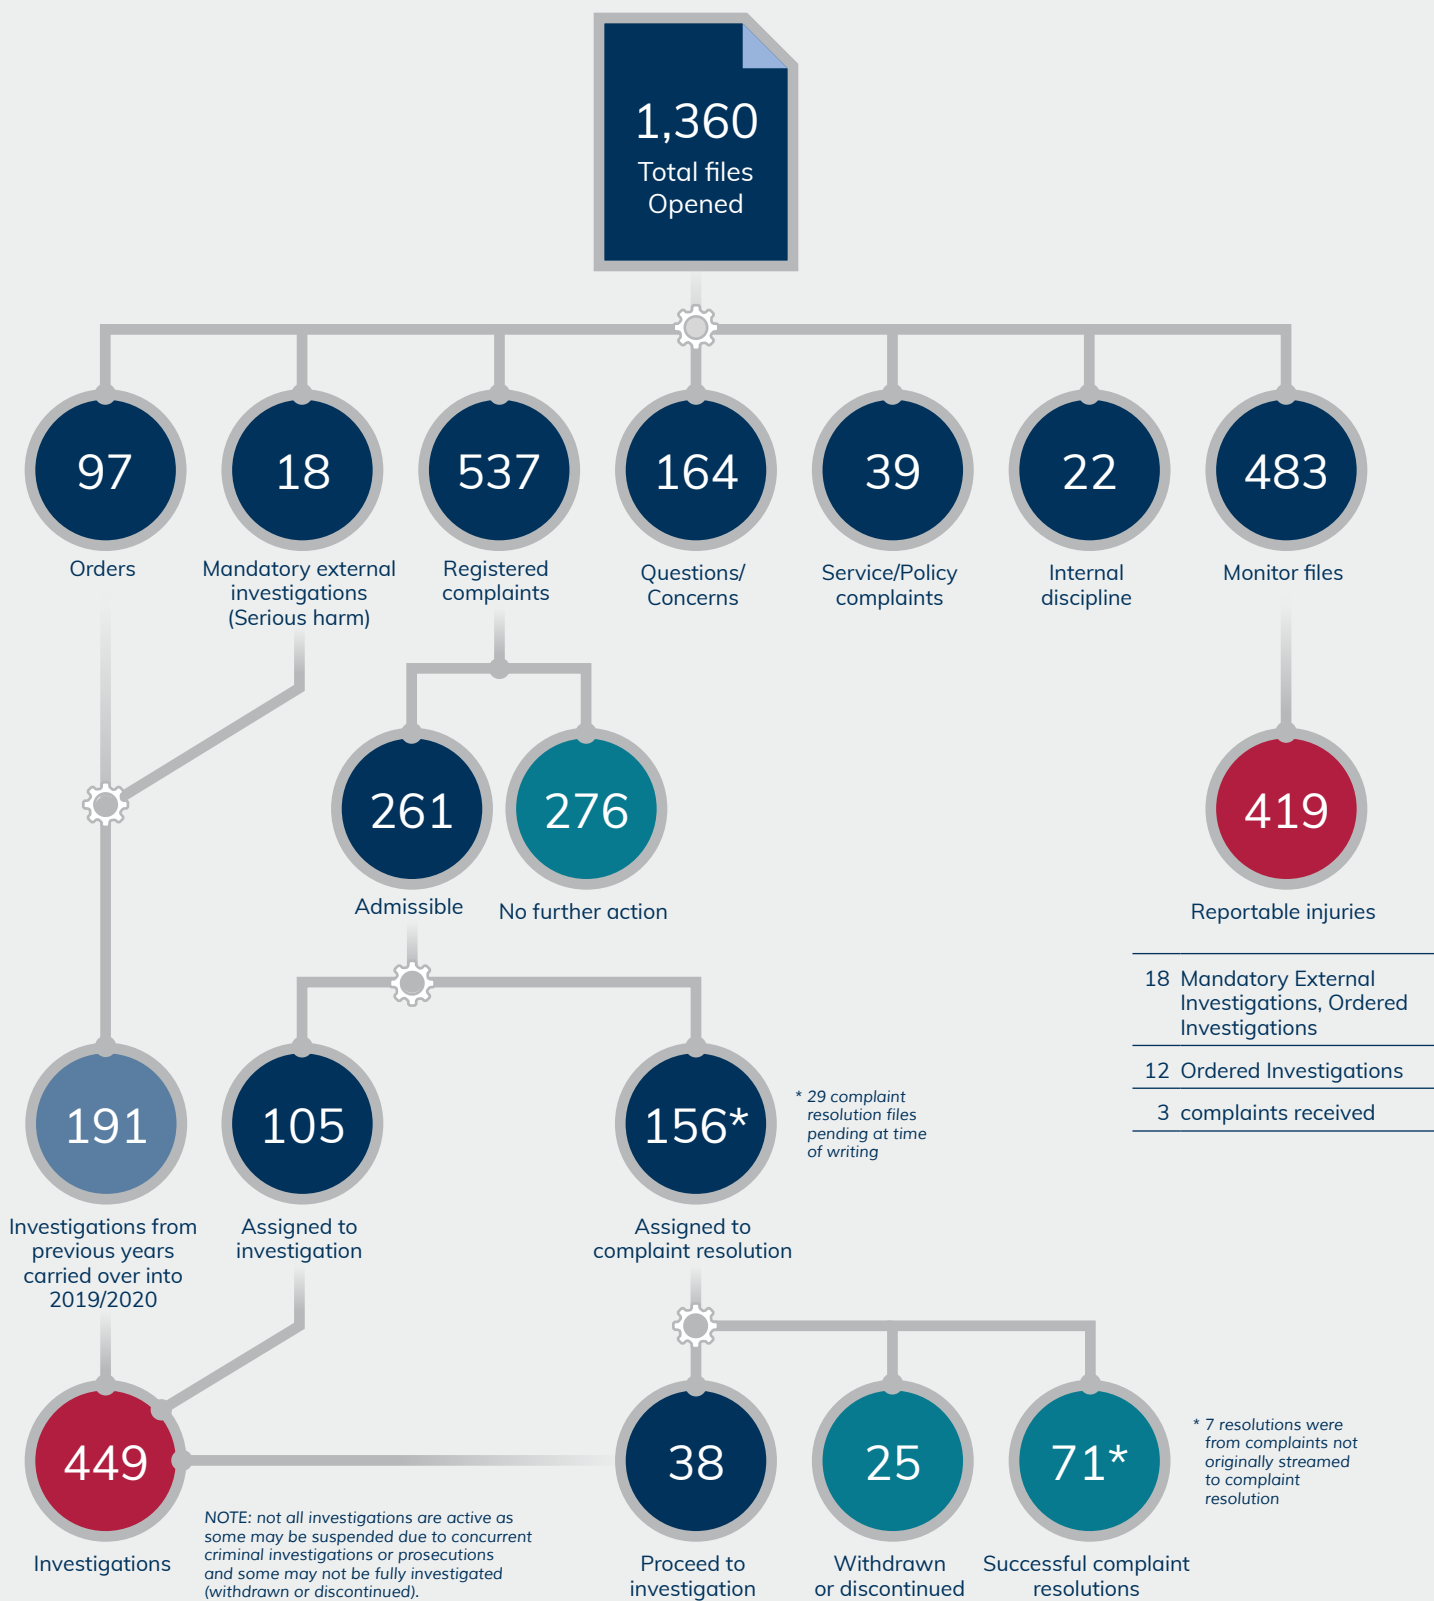 1,360
Total files
Opened
97
Orders
18
Mandatory external
investigations
(Serious harm)
537
Registered
complaints
164
Questions/
Concerns
39
Service/Policy
complaints
22
Internal
discipline
483
Monitor files
261
Admissible
276
No further action
419
Reportable injuries
18 Mandatory External
Investigations, Ordered
Investigations
12 Ordered Investigations
3 complaints received
191
Investigations from
previous years
carried over into
2019/2020
105
Assigned to
investigation
156*
Assigned to
complaint resolution
* 29 complaint
resolution files
pending at time
of writing
449
Investigations
NOTE: not all investigations are active as
some may be suspended due to concurrent
criminal investigations or prosecutions
and some may not be fully investigated
(withdrawn or discontinued).
38
Proceed to
investigation
25
Withdrawn
or discontinued
71*
Successful complaint
resolutions
* 7 resolutions were
from complaints not
originally streamed
to complaint
resolution